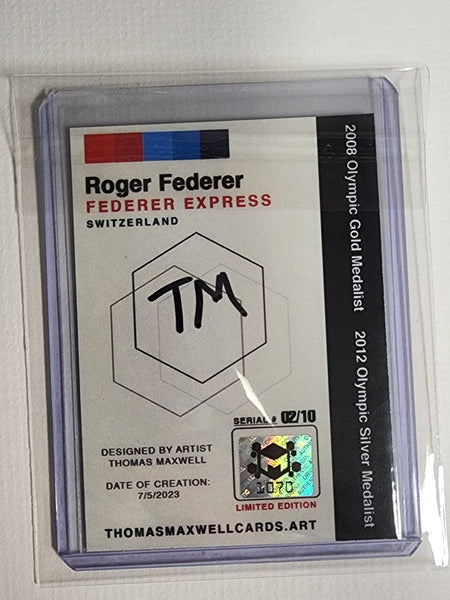 Roger Federer
FEDERER EXPRESS
SWITZERLAND
TM
SERIAL # 02/10
DESIGNED BY ARTIST
THOMAS MAXWELL
DATE OF CREATION:
7/5/2023
1070
LIMITED EDITION
THOMASMAXWELLCARDS.ART
2008 Olympic Gold Medalist 2012 Olympic Silver Medalist